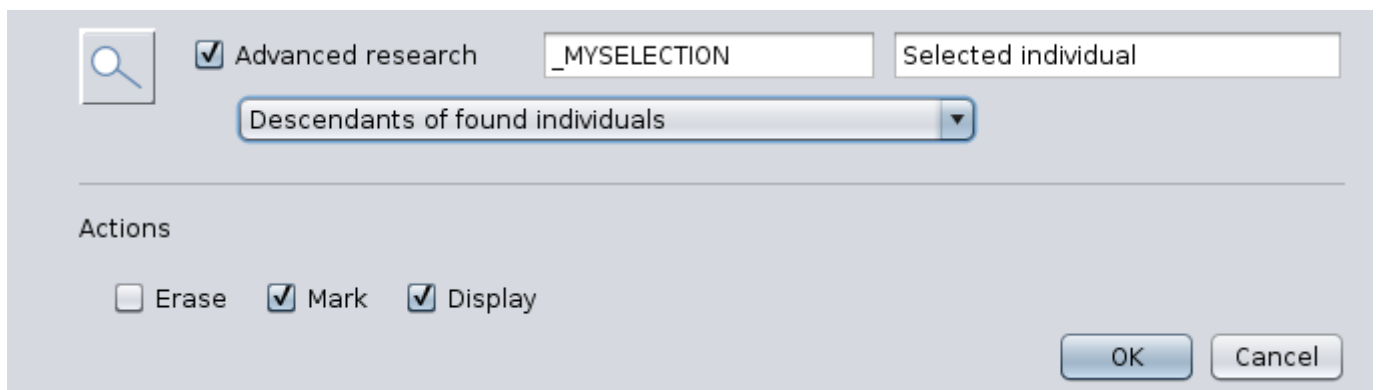 Advanced research _MYSELECTION Selected individual
Descendants of found individuals
Actions
Erase Mark Display
OK Cancel